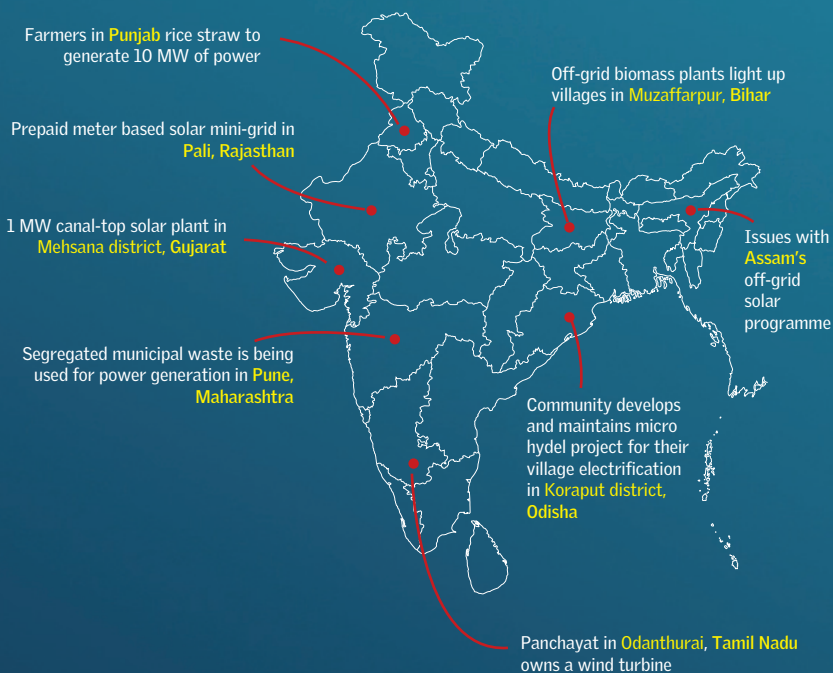 Farmers in Punjab rice straw to
generate 10 MW of power
Off-grid biomass plants light up
villages in Muzaffarpur, Bihar
Prepaid meter based solar mini-grid in
Pali, Rajasthan
1 MW canal-top solar plant in
Mehsana district, Gujarat
Issues with
Assam's
off-grid
solar
programme
Segregated municipal waste is being
used for power generation in Pune,
Maharashtra
Community develops
and maintains micro
hydel project for their
village electrification
in Koraput district,
Odisha
Panchayat in Odanthurai, Tamil Nadu
owns a wind turbine